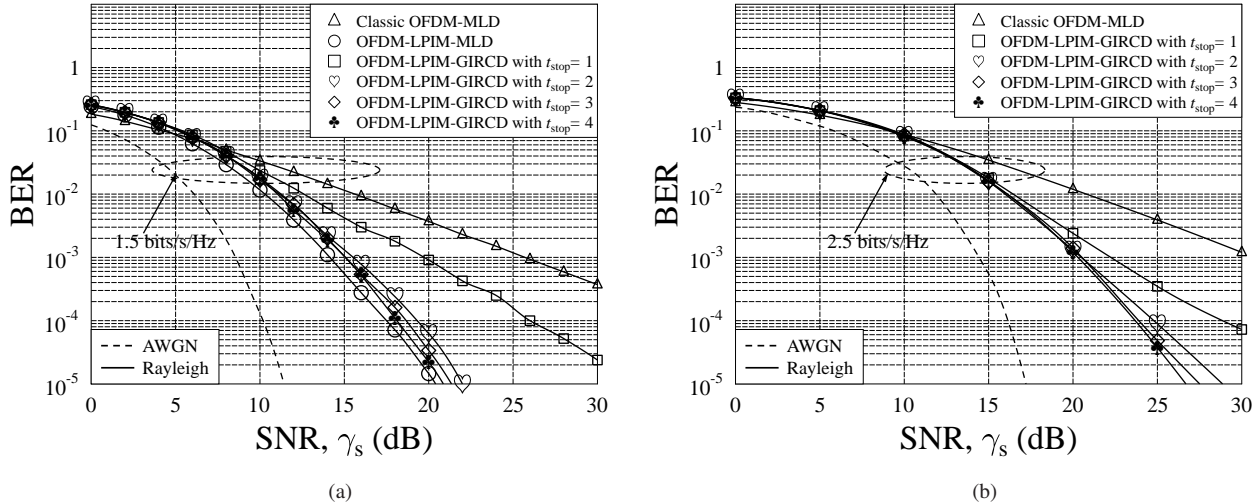 Classic OFDM-MLD
OFDM-LPIM-MLD
OFDM-LPIM-GIRCD with t_stop= 1
OFDM-LPIM-GIRCD with t_stop= 2
OFDM-LPIM-GIRCD with t_stop= 3
OFDM-LPIM-GIRCD with t_stop= 4
1
10^-1
10^-2
10^-3
10^-4
10^-5
BER
1.5 bits/s/Hz
AWGN
Rayleigh
0 5 10 15 20 25 30
SNR, γ_s (dB)
(a)
Classic OFDM-MLD
OFDM-LPIM-GIRCD with t_stop= 1
OFDM-LPIM-GIRCD with t_stop= 2
OFDM-LPIM-GIRCD with t_stop= 3
OFDM-LPIM-GIRCD with t_stop= 4
1
10^-1
10^-2
10^-3
10^-4
10^-5
BER
2.5 bits/s/Hz
AWGN
Rayleigh
0 5 10 15 20 25 30
SNR, γ_s (dB)
(b)